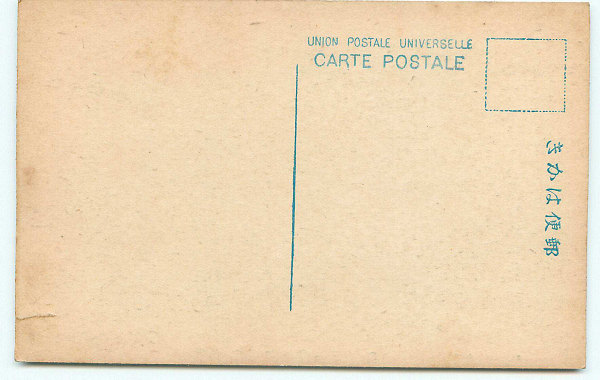 UNION POSTALE UNIVERSELLE
CARTE POSTALE
きかは便郵